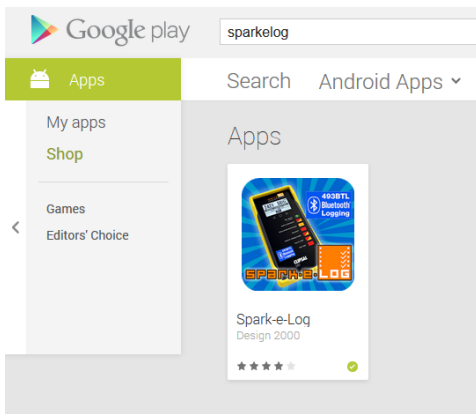 Google play
sparkelog
Apps
Search
Android Apps
My apps
Shop
Games
Editors' Choice
Apps
493BTL
Bluetooth
Logging
CLIPSAL
SPARK-e-LOG
Spark-e-Log
Design 2000